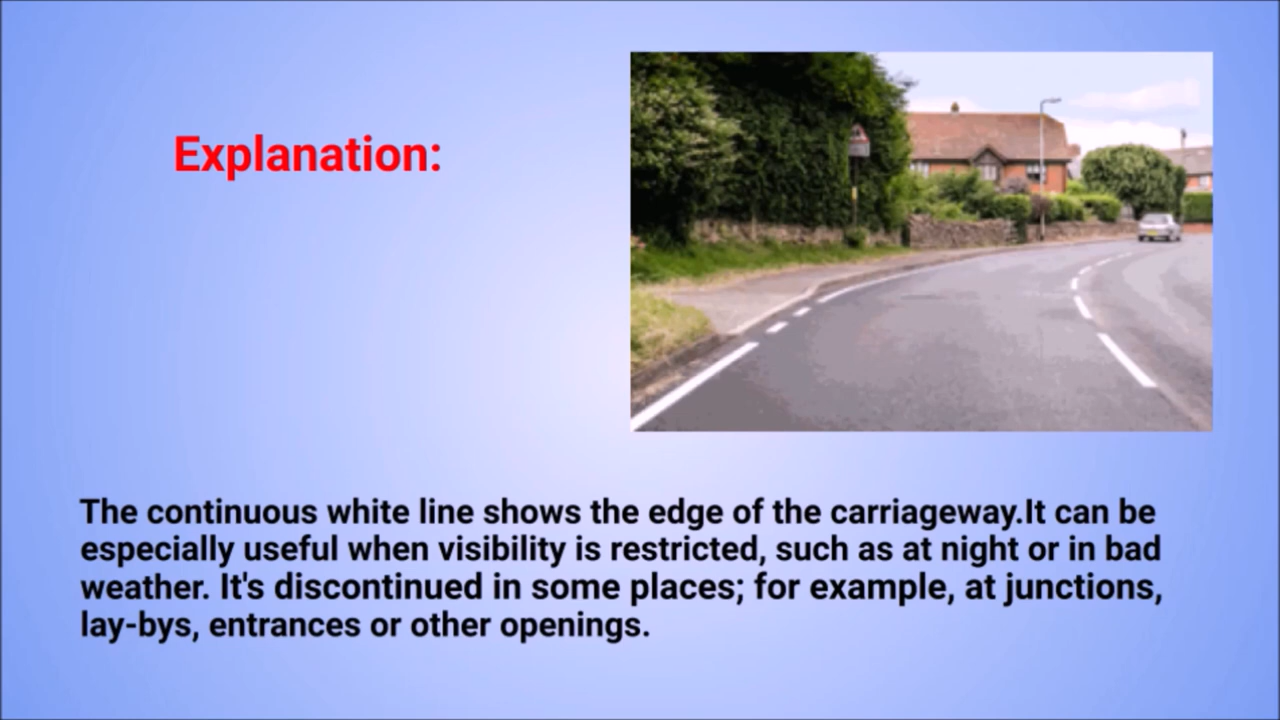 Explanation:
The continuous white line shows the edge of the carriageway.It can be
especially useful when visibility is restricted, such as at night or in bad
weather. It's discontinued in some places; for example, at junctions,
lay-bys, entrances or other openings.